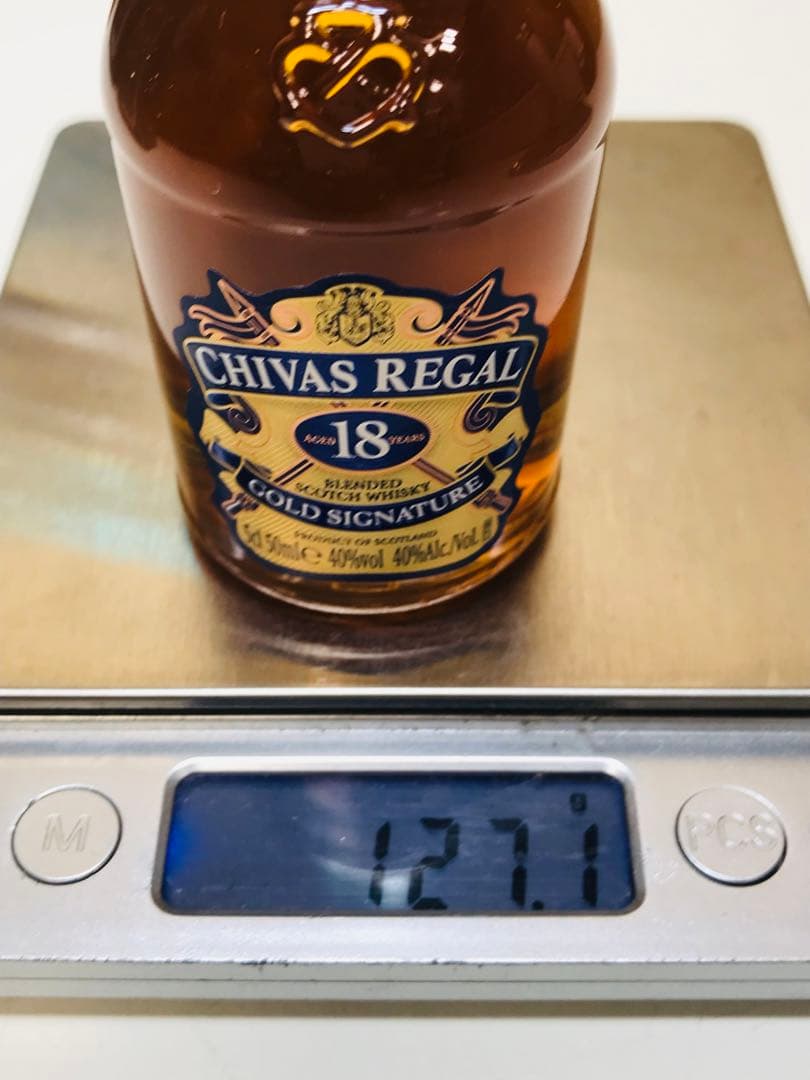 CHIVAS REGAL
AGED 18 YEARS
BLENDED
SCOTCH WHISKY
GOLD SIGNATURE
PRODUCT OF SCOTLAND
5cl 50ml e 40%vol 40%Alc/Vol.
g
127.1
M
PCS